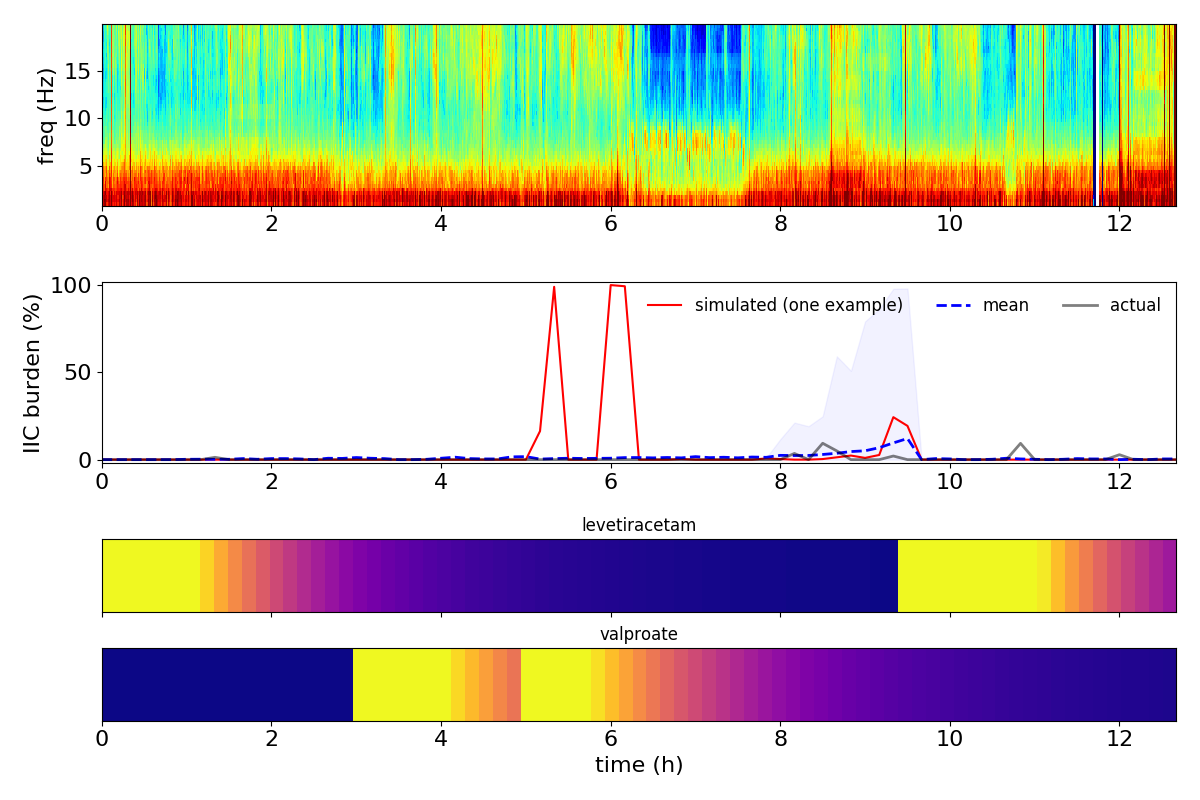 freq (Hz)
15
10
5
0 2 4 6 8 10 12
IIC burden (%)
100
50
0
simulated (one example) mean actual
0 2 4 6 8 10 12
levetiracetam
valproate
0 2 4 6 8 10 12
time (h)